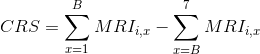 CRS = \sum_{x=1}^{B} MRI_{i,x} - \sum_{x=B}^{7} MRI_{i,x}